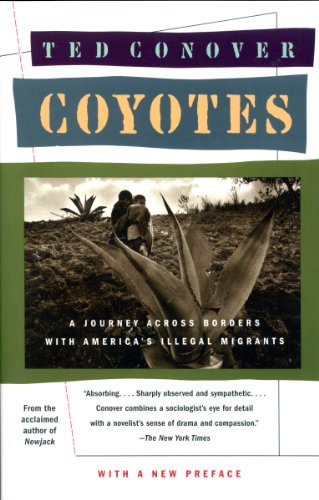 TED CONOVER
COYOTES
A JOURNEY ACROSS BORDERS
WITH AMERICA'S ILLEGAL MIGRANTS
From the
acclaimed
author of
Newjack
"Absorbing. . . . Sharply observed and sympathetic. . . .
Conover combines a sociologist's eye for detail
with a novelist's sense of drama and compassion."
—The New York Times
WITH A NEW PREFACE